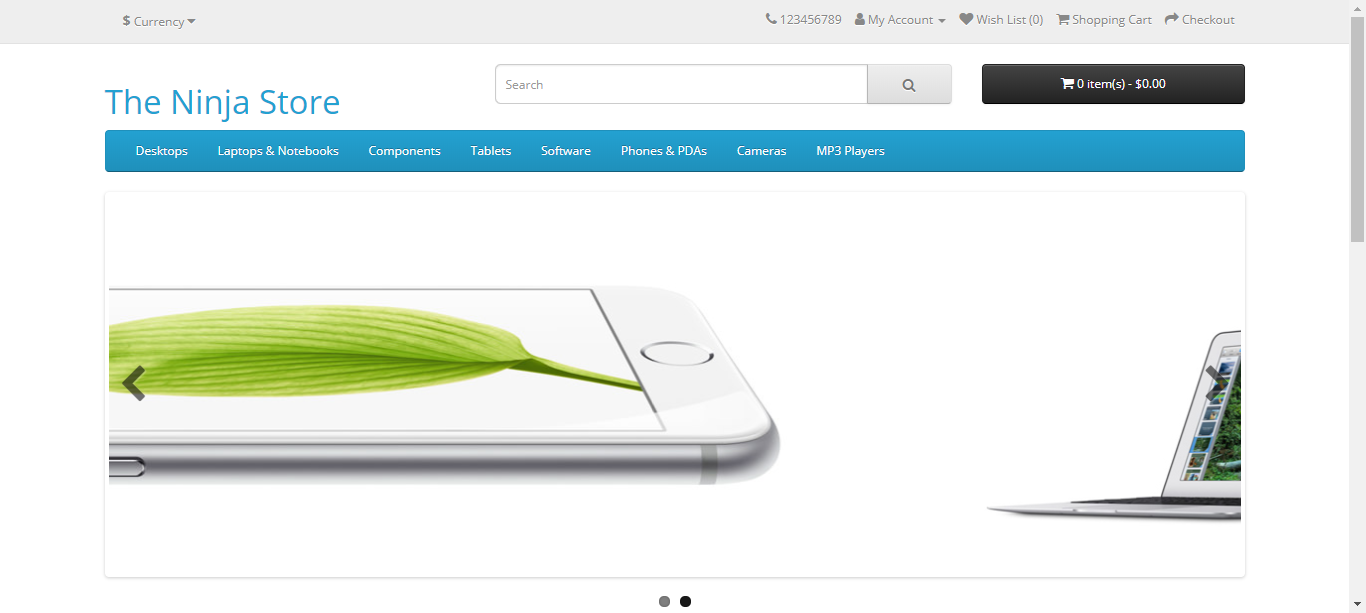 $ Currency
123456789 My Account Wish List (0) Shopping Cart Checkout
The Ninja Store
Search
0 item(s) - $0.00
Desktops Laptops & Notebooks Components Tablets Software Phones & PDAs Cameras MP3 Players